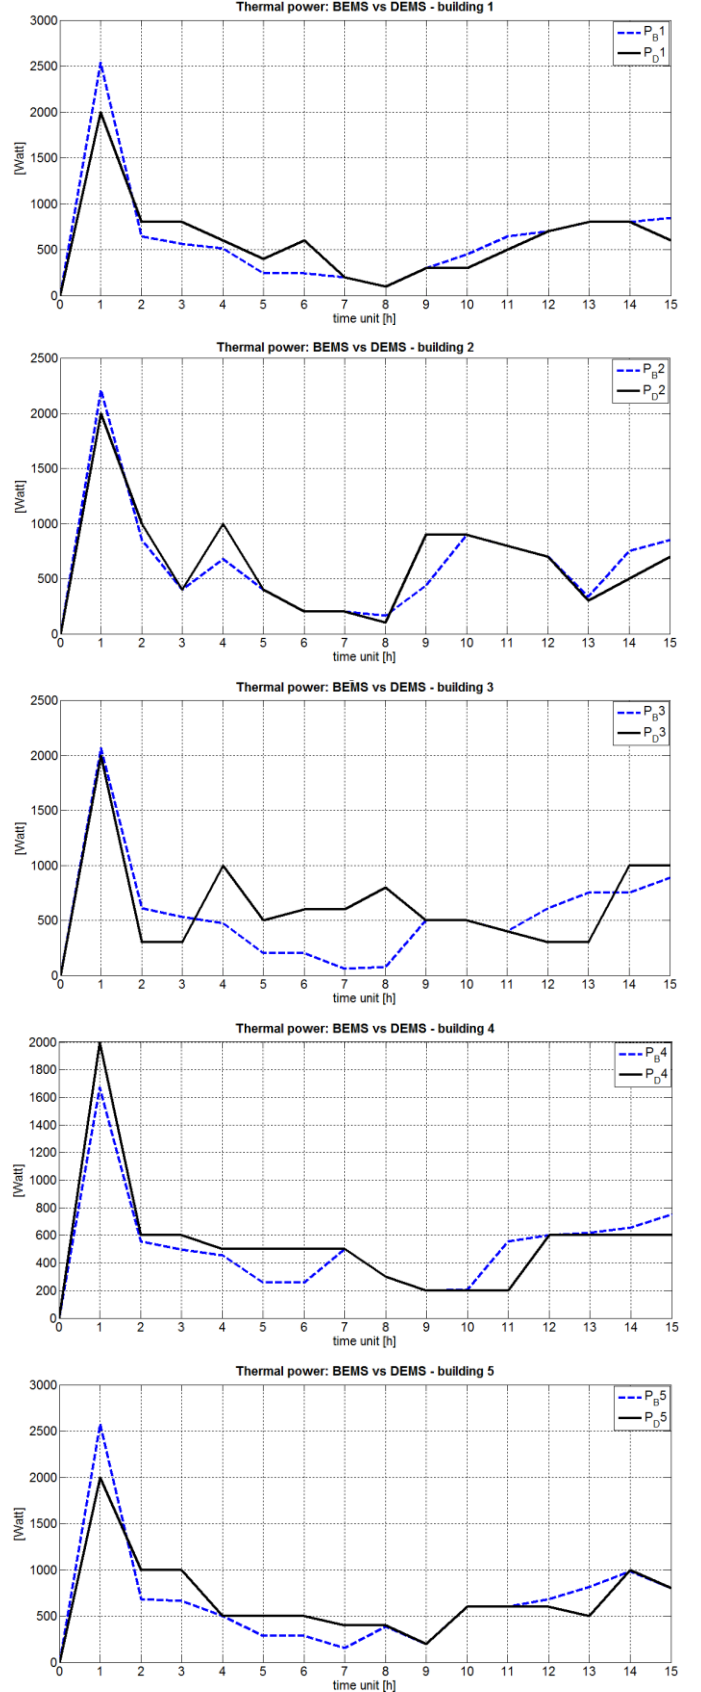 Thermal power: BEMS vs DEMS - building 1
3000
2500
2000
1500
1000
500
0
[Watt]
P_B1
P_D1
0 1 2 3 4 5 6 7 8 9 10 11 12 13 14 15
time unit [h]
Thermal power: BEMS vs DEMS - building 2
2500
2000
1500
1000
500
0
[Watt]
P_B2
P_D2
0 1 2 3 4 5 6 7 8 9 10 11 12 13 14 15
time unit [h]
Thermal power: BEMS vs DEMS - building 3
2500
2000
1500
1000
500
0
[Watt]
P_B3
P_D3
0 1 2 3 4 5 6 7 8 9 10 11 12 13 14 15
time unit [h]
Thermal power: BEMS vs DEMS - building 4
2000
1800
1600
1400
1200
1000
800
600
400
200
0
[Watt]
P_B4
P_D4
0 1 2 3 4 5 6 7 8 9 10 11 12 13 14 15
time unit [h]
Thermal power: BEMS vs DEMS - building 5
3000
2500
2000
1500
1000
500
0
[Watt]
P_B5
P_D5
0 1 2 3 4 5 6 7 8 9 10 11 12 13 14 15
time unit [h]